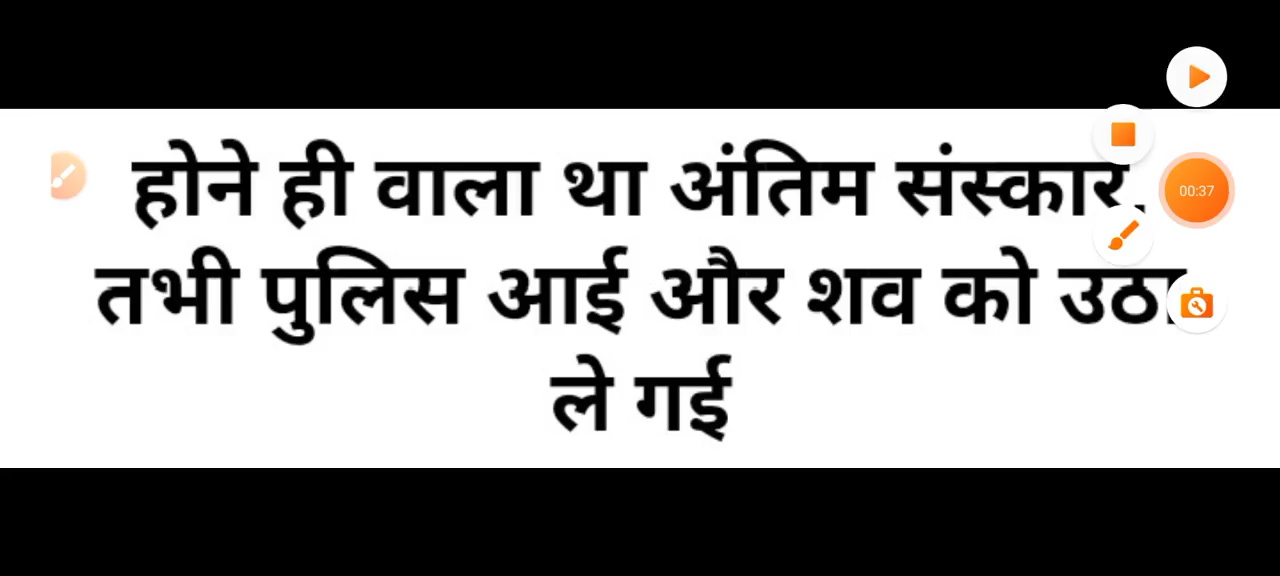 होने ही वाला था अंतिम संस्कार,
तभी पुलिस आई और शव को उठा
ले गई
00:37